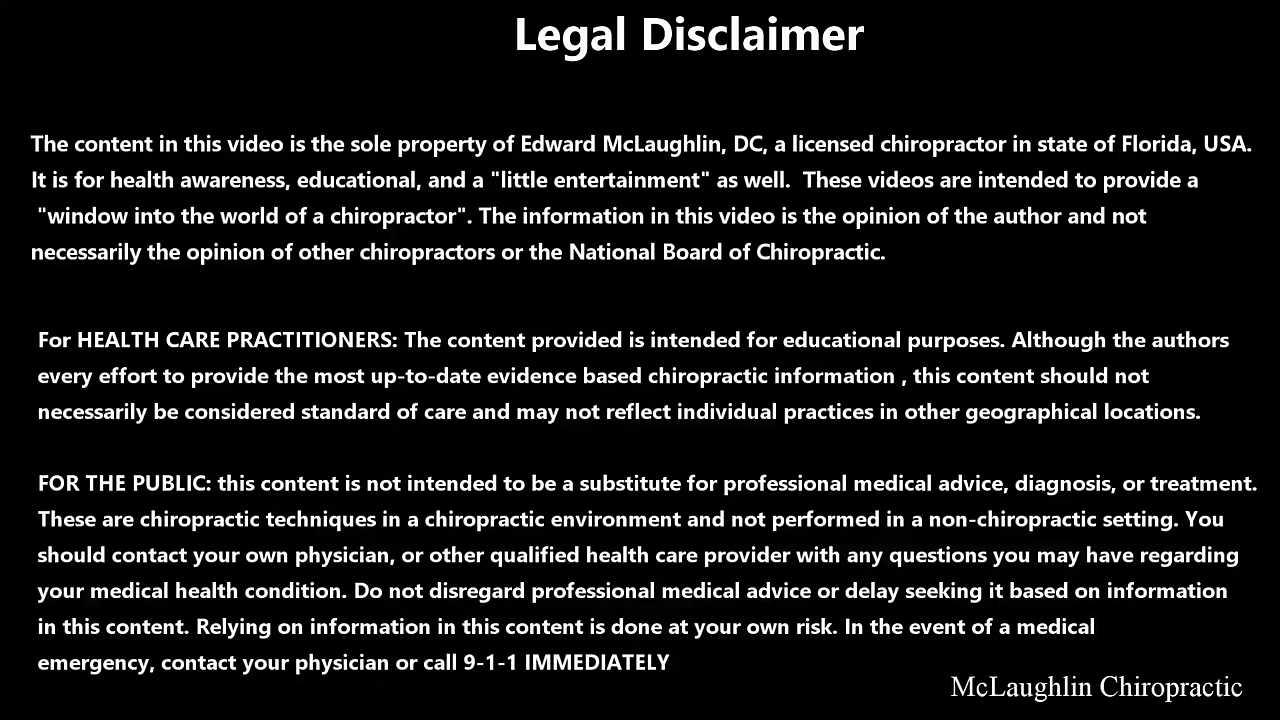 Legal Disclaimer
The content in this video is the sole property of Edward McLaughlin, DC, a licensed chiropractor in state of Florida, USA.
It is for health awareness, educational, and a "little entertainment" as well.  These videos are intended to provide a
"window into the world of a chiropractor". The information in this video is the opinion of the author and not
necessarily the opinion of other chiropractors or the National Board of Chiropractic.
For HEALTH CARE PRACTITIONERS: The content provided is intended for educational purposes. Although the authors
every effort to provide the most up-to-date evidence based chiropractic information , this content should not
necessarily be considered standard of care and may not reflect individual practices in other geographical locations.
FOR THE PUBLIC: this content is not intended to be a substitute for professional medical advice, diagnosis, or treatment.
These are chiropractic techniques in a chiropractic environment and not performed in a non-chiropractic setting. You
should contact your own physician, or other qualified health care provider with any questions you may have regarding
your medical health condition. Do not disregard professional medical advice or delay seeking it based on information
in this content. Relying on information in this content is done at your own risk. In the event of a medical
emergency, contact your physician or call 9-1-1 IMMEDIATELY
McLaughlin Chiropractic